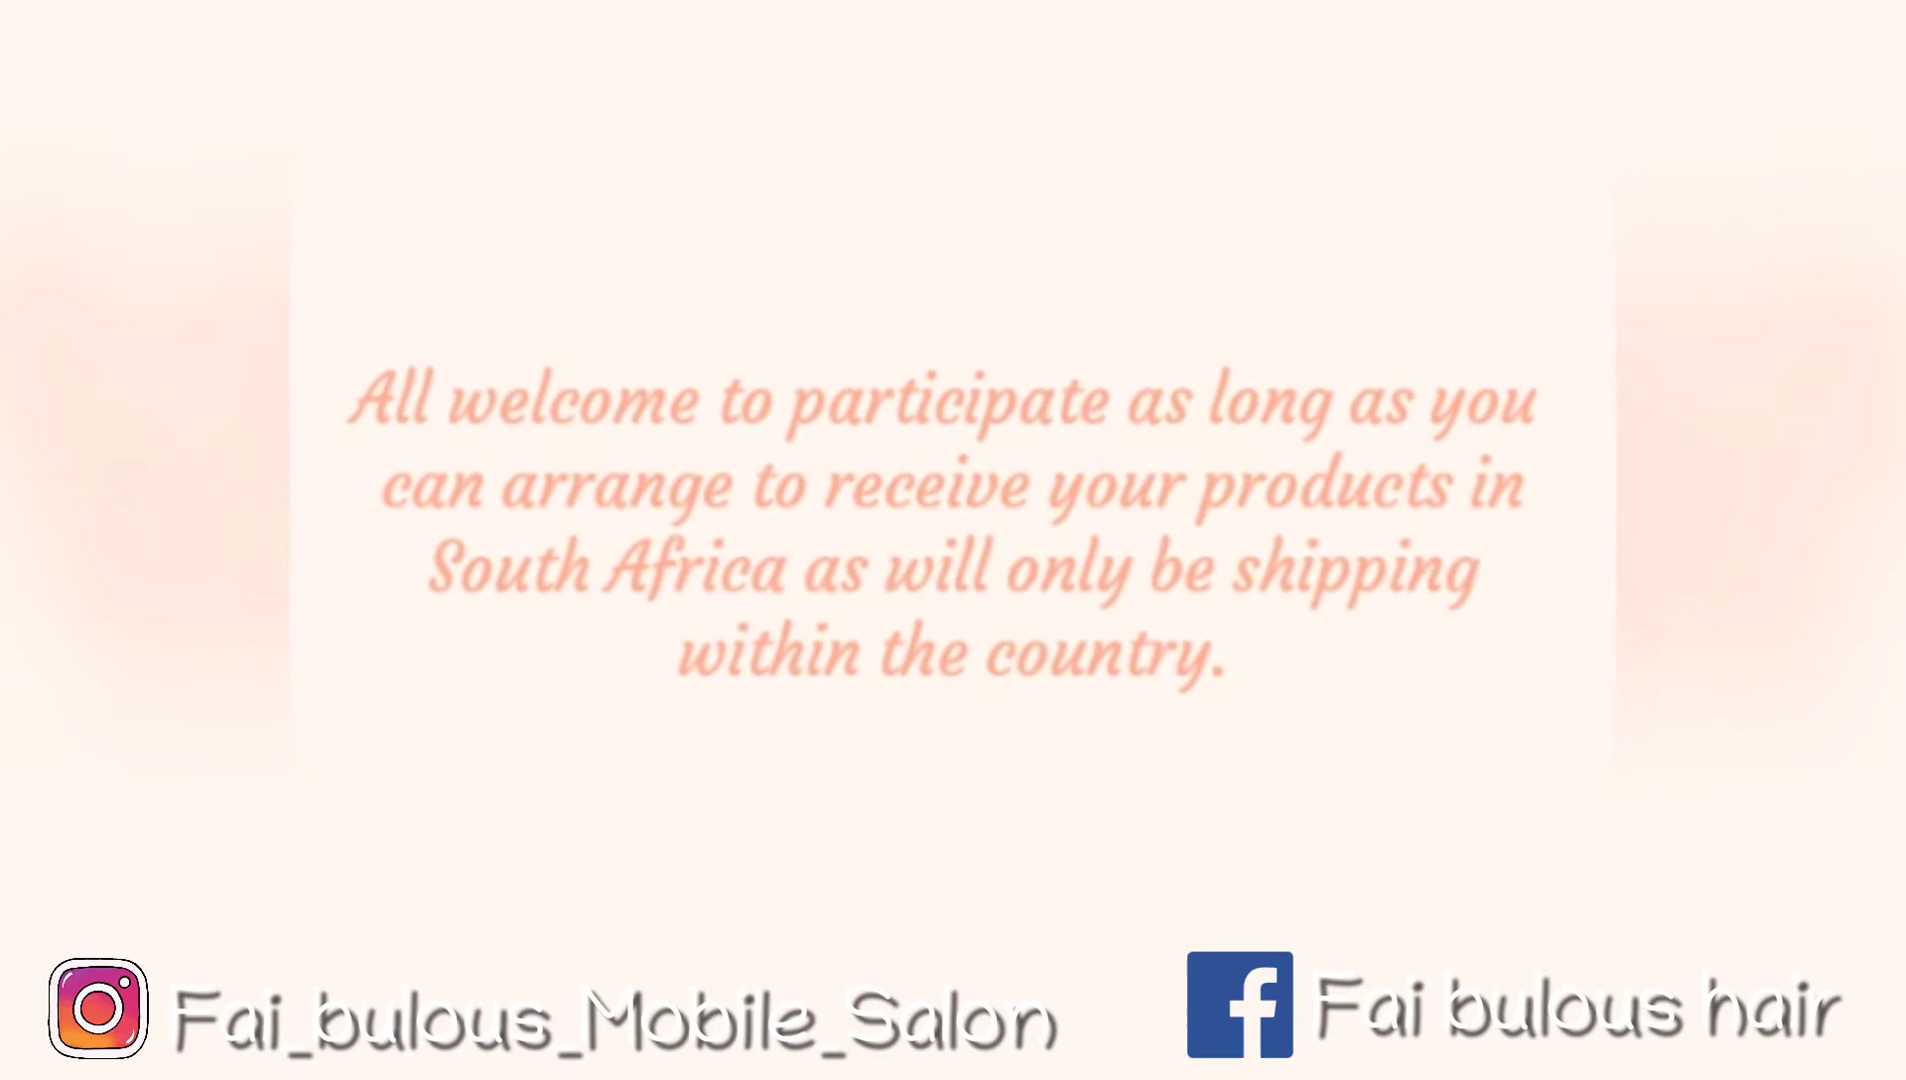 All welcome to participate as long as you
can arrange to receive your products in
South Africa as will only be shipping
within the country.
Fai_bulous_Mobile_Salon
Fai bulous hair